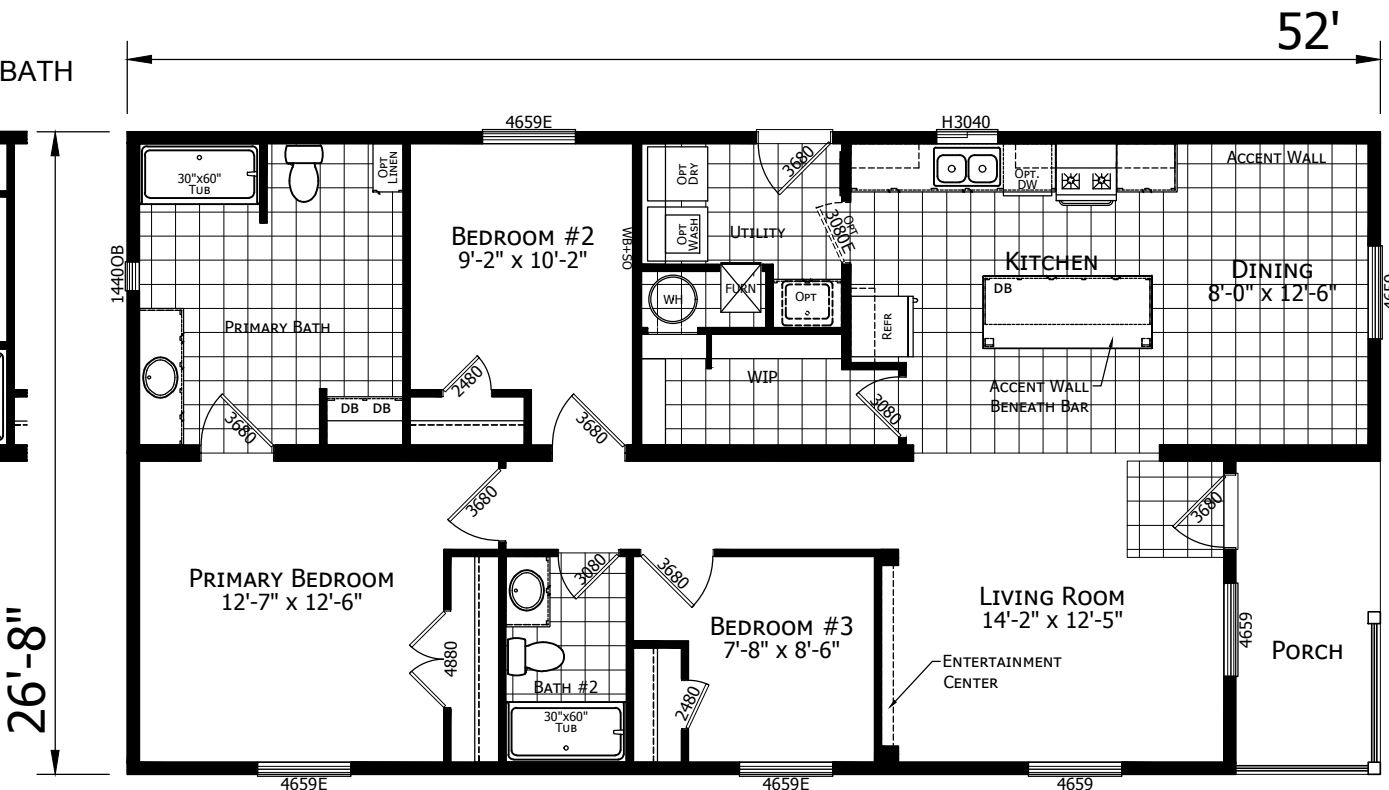 52'
BATH
4659E
H3040
30"x60"
TUB
OPT
LINEN
OPT
DRY
3680
OPT.
DW
ACCENT WALL
BEDROOM #2
9'-2" x 10'-2"
WB+SO
OPT
WASH
UTILITY
OPT
3080E
KITCHEN
DINING
8'-0" x 12'-6"
4659
1440OB
WH
FURN
OPT
DB
REFR
PRIMARY BATH
2480
WIP
ACCENT WALL
BENEATH BAR
3080
DB DB
3680
3680
3680
3680
PRIMARY BEDROOM
12'-7" x 12'-6"
3080
3680
26'-8"
LIVING ROOM
14'-2" x 12'-5"
BEDROOM #3
7'-8" x 8'-6"
4880
4659
PORCH
ENTERTAINMENT
CENTER
BATH #2
2480
30"x60"
TUB
4659E
4659E
4659